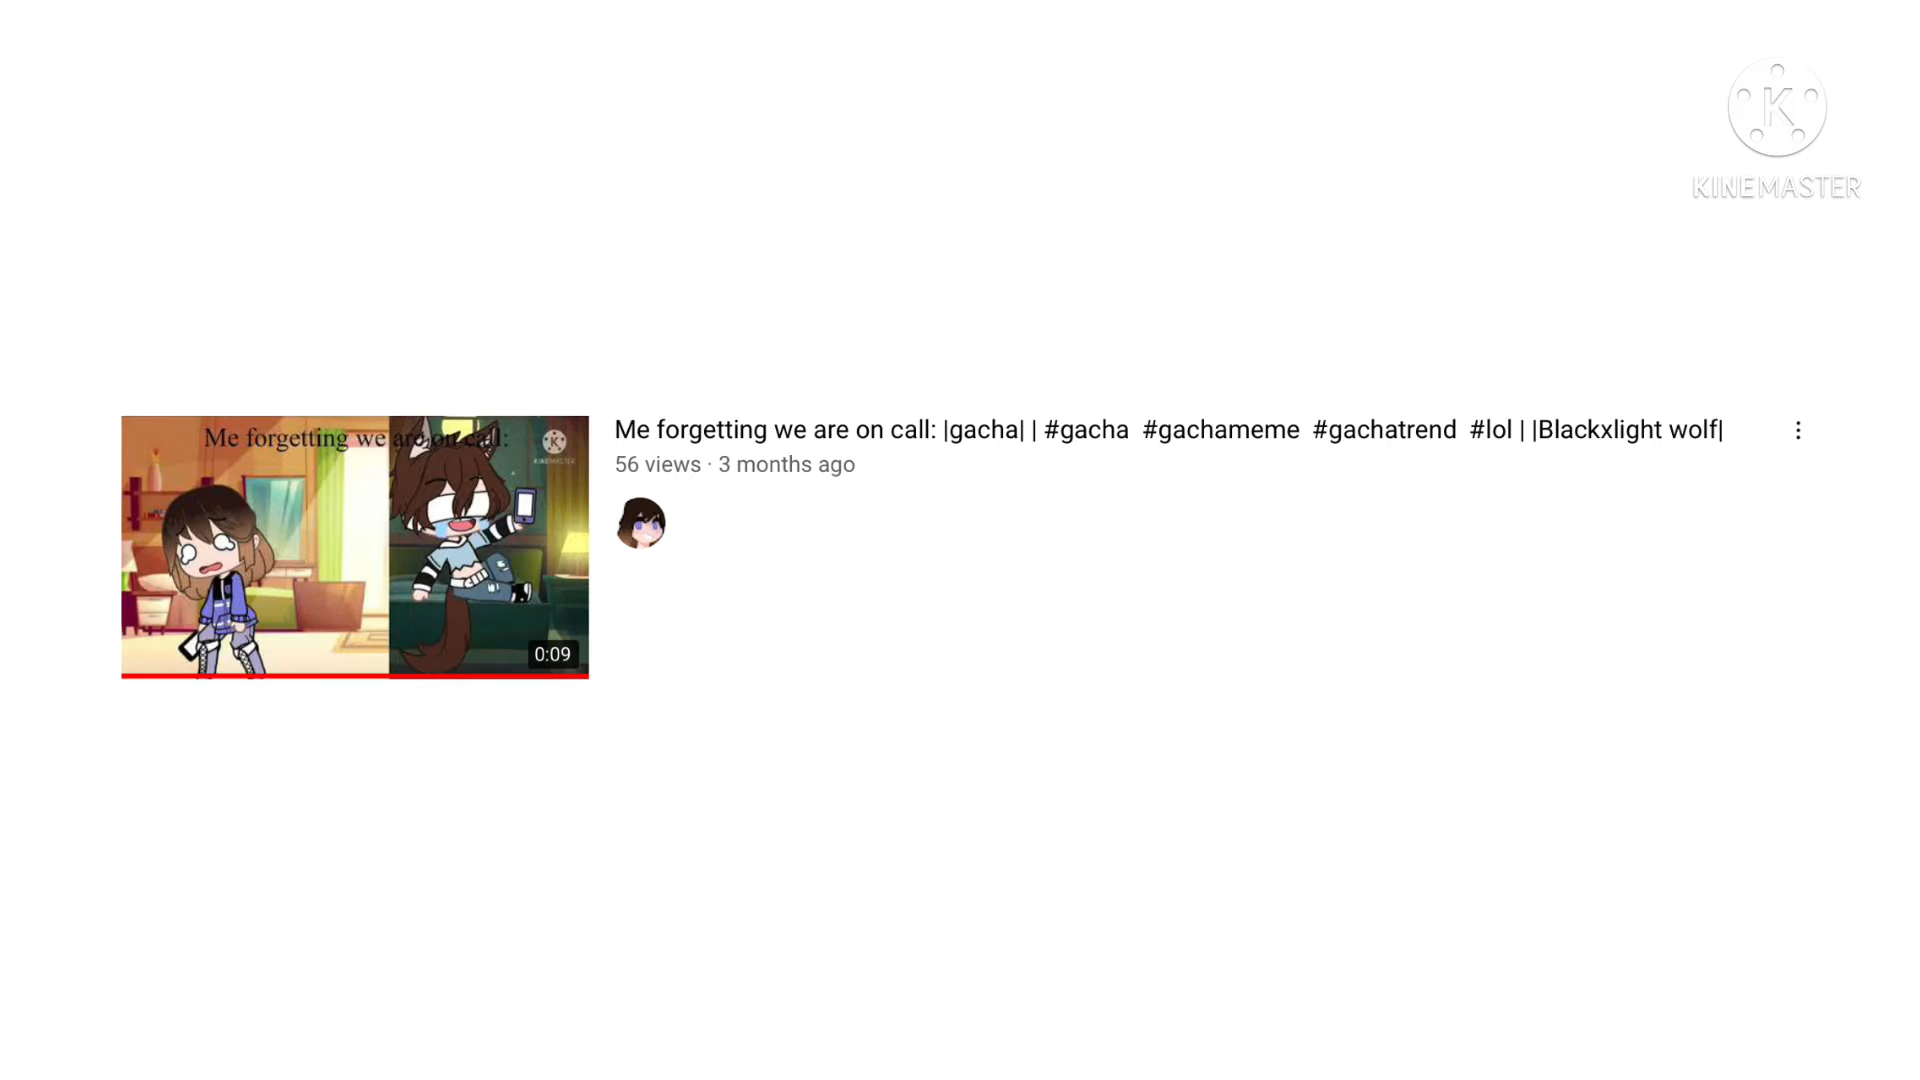 K
KINEMASTER
Me forgetting we are on call:
K
KINEMASTER
0:09
Me forgetting we are on call: |gacha| | #gacha #gachameme #gachatrend #lol | |Blackxlight wolf|
56 views · 3 months ago